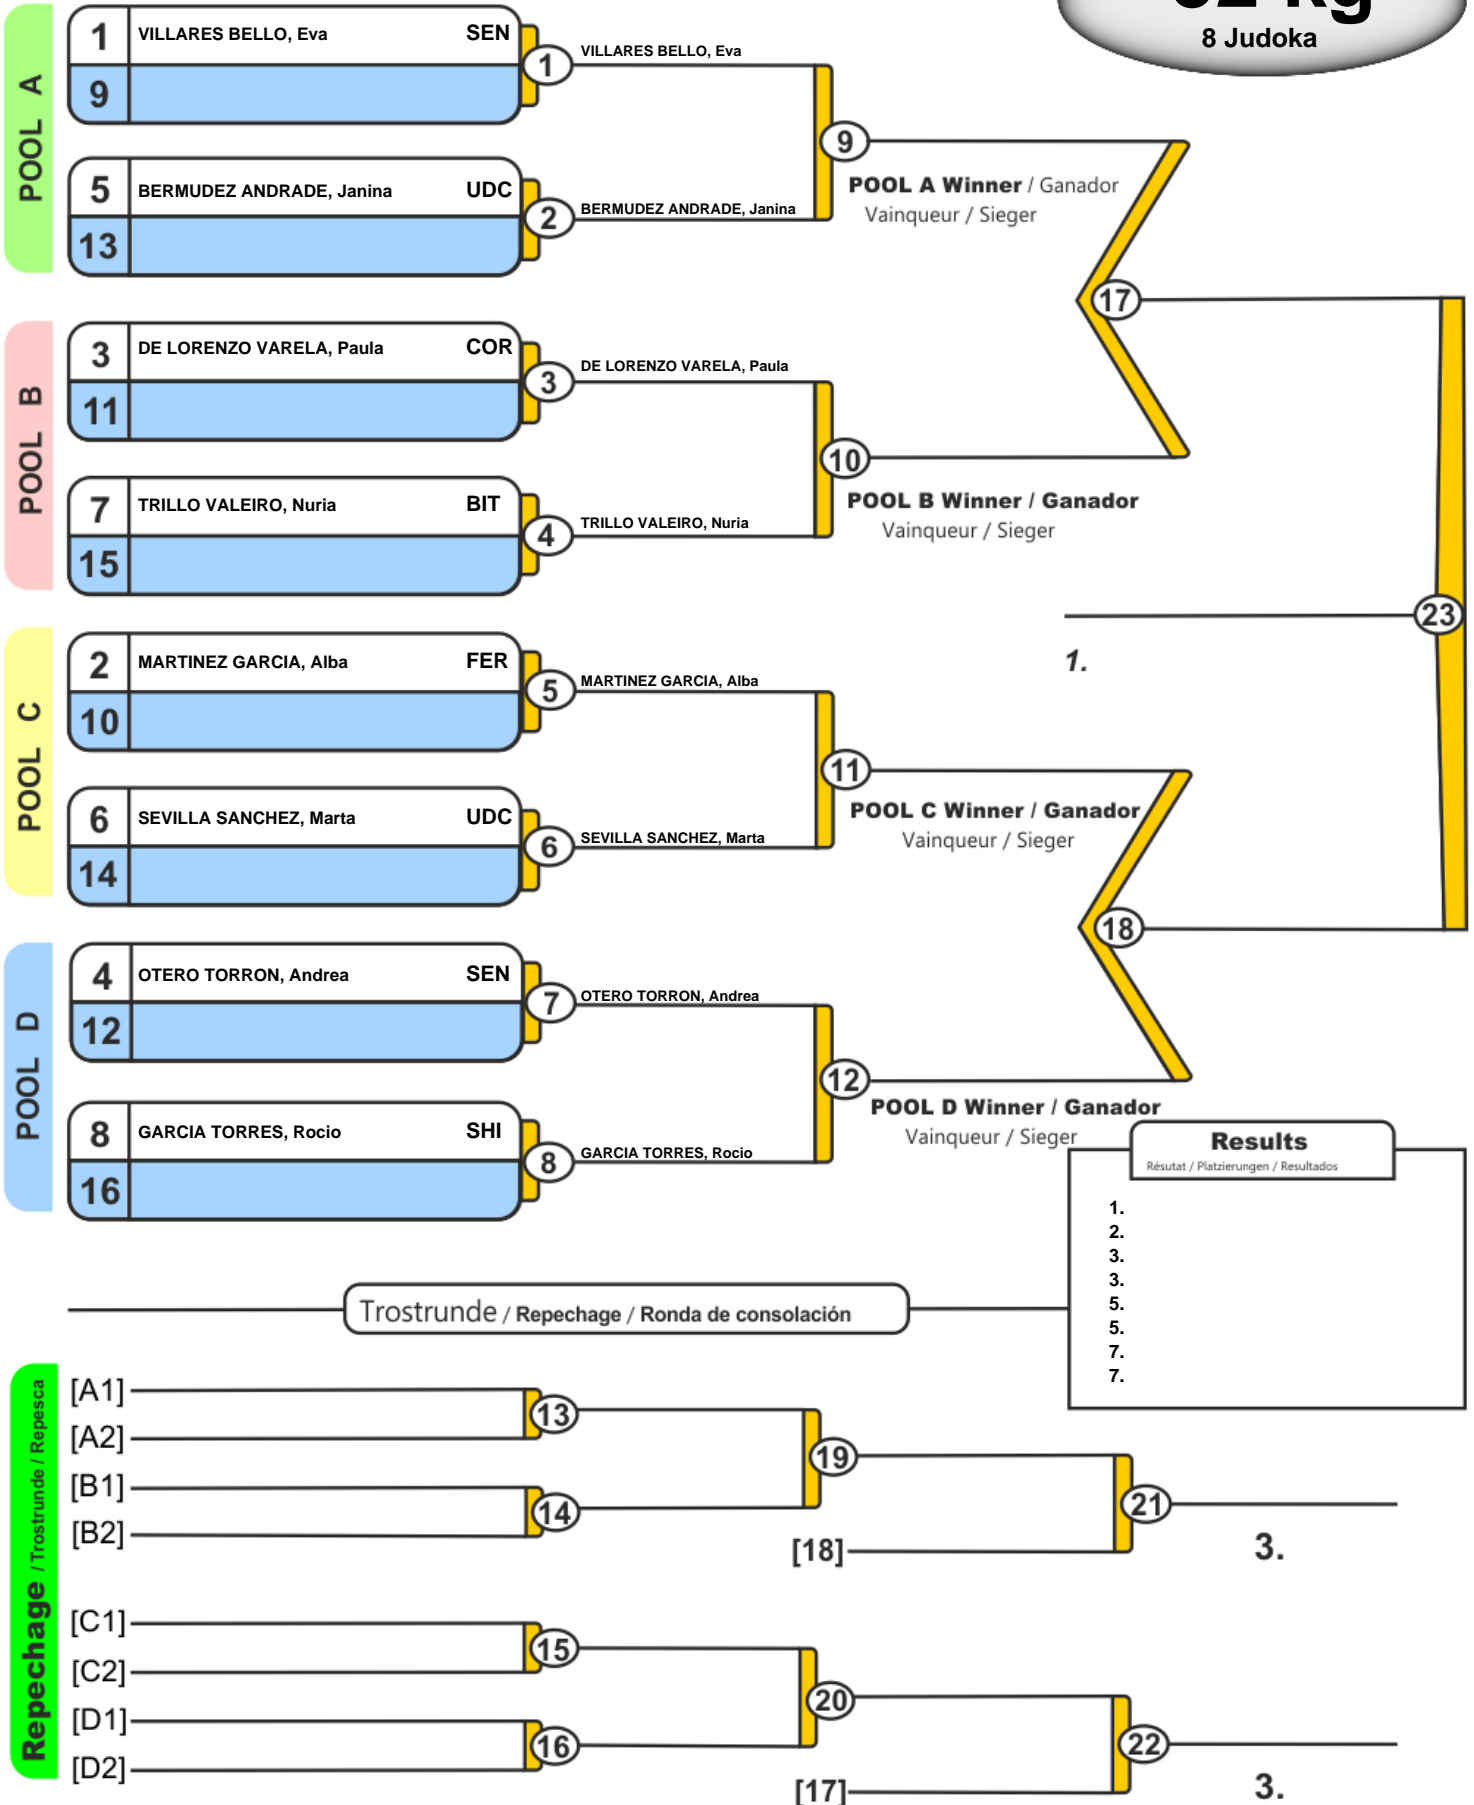 8 Judoka
POOL A
1 VILLARES BELLO, Eva SEN
9
1
VILLARES BELLO, Eva
5 BERMUDEZ ANDRADE, Janina UDC
13
2
BERMUDEZ ANDRADE, Janina
9
POOL A Winner / Ganador
Vainqueur / Sieger
POOL B
3 DE LORENZO VARELA, Paula COR
11
3
DE LORENZO VARELA, Paula
7 TRILLO VALEIRO, Nuria BIT
15
4
TRILLO VALEIRO, Nuria
10
POOL B Winner / Ganador
Vainqueur / Sieger
17
23
1.
POOL C
2 MARTINEZ GARCIA, Alba FER
10
5
MARTINEZ GARCIA, Alba
6 SEVILLA SANCHEZ, Marta UDC
14
6
SEVILLA SANCHEZ, Marta
11
POOL C Winner / Ganador
Vainqueur / Sieger
18
POOL D
4 OTERO TORRON, Andrea SEN
12
7
OTERO TORRON, Andrea
8 GARCIA TORRES, Rocio SHI
16
8
GARCIA TORRES, Rocio
12
POOL D Winner / Ganador
Vainqueur / Sieger
Results
Résutat / Platzierungen / Resultados
1.
2.
3.
3.
5.
5.
7.
7.
Trostrunde / Repechage / Ronda de consolación
Repechage / Trostrunde / Repesca
[A1]
[A2]
13
[B1]
[B2]
14
19
[18]
21
3.
[C1]
[C2]
15
[D1]
[D2]
16
20
[17]
22
3.